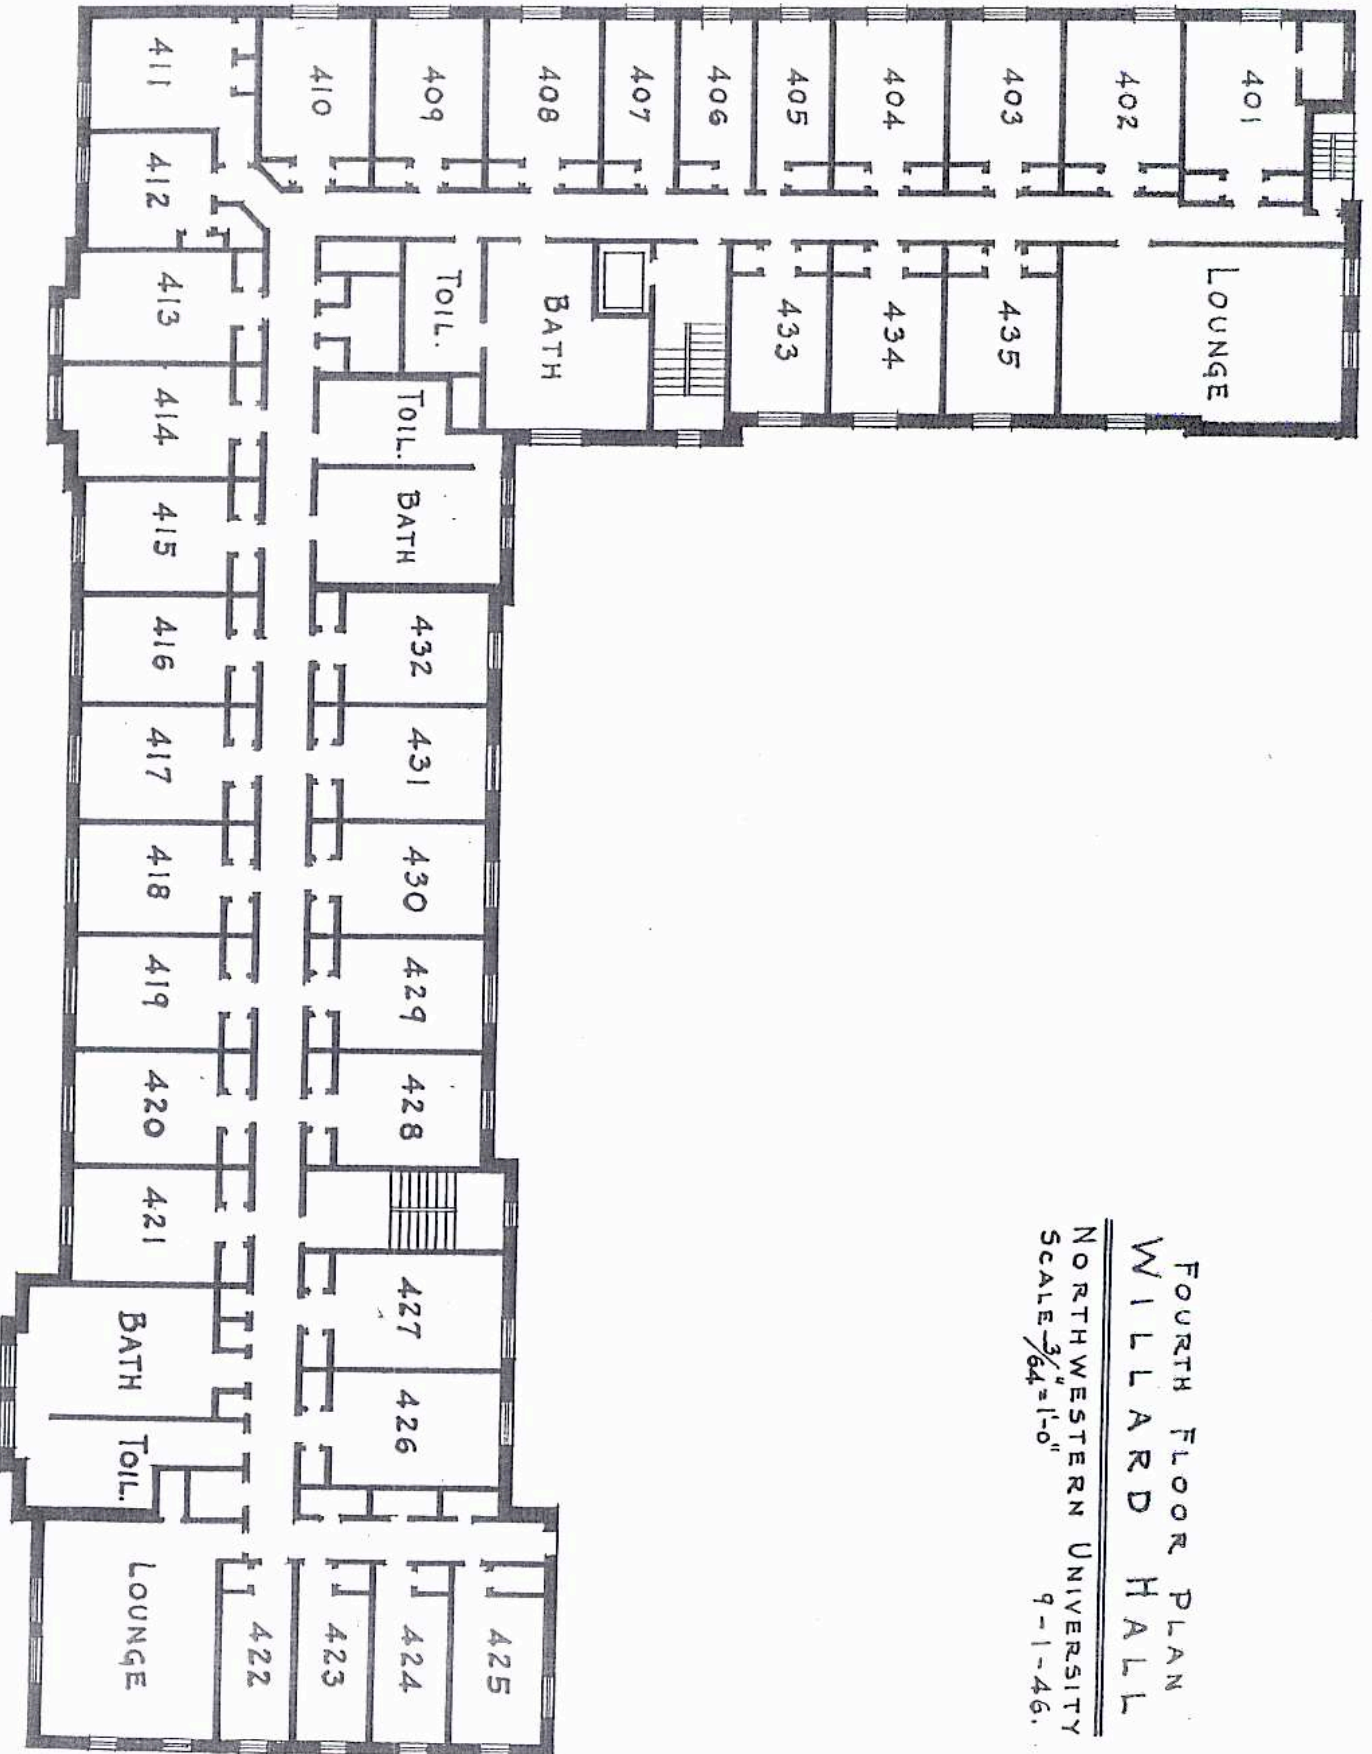 FOURTH FLOOR PLAN
WILLARD HALL
NORTHWESTERN UNIVERSITY
SCALE-3/64"=1'-0" 9-1-46.
401
402
403
404
405
406
407
408
409
410
411
412
413
414
415
416
417
418
419
420
421
BATH
TOIL.
LOUNGE
422
423
424
425
426
427
428
429
430
431
432
BATH
TOIL.
TOIL.
BATH
433
434
435
LOUNGE